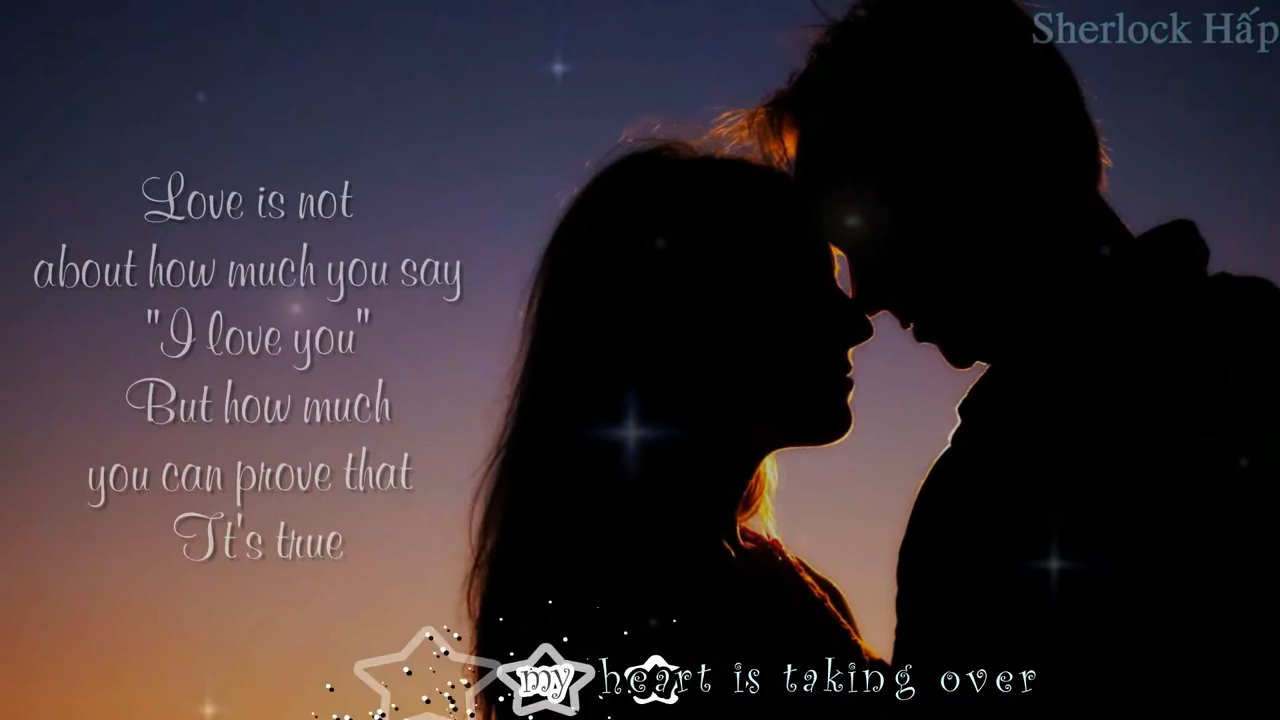 Sherlock Hấp
Love is not
about how much you say
"I love you"
But how much
you can prove that
It's true
my heart is taking over